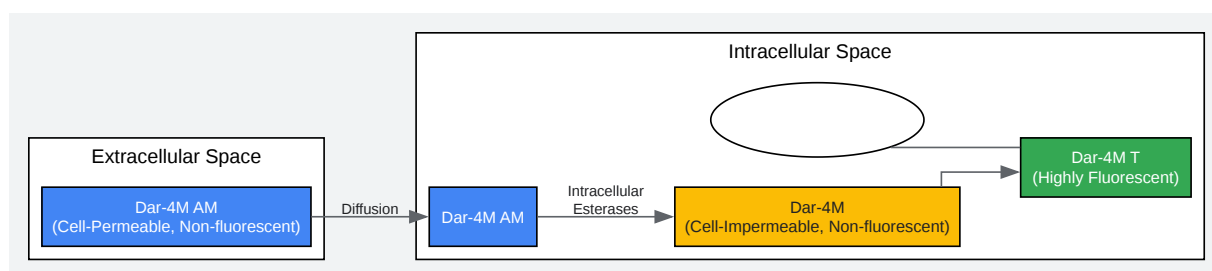 Intracellular Space
Extracellular Space
Dar-4M AM
(Cell-Permeable, Non-fluorescent)
Diffusion
Dar-4M AM
Intracellular
Esterases
Dar-4M
(Cell-Impermeable, Non-fluorescent)
Dar-4M T
(Highly Fluorescent)